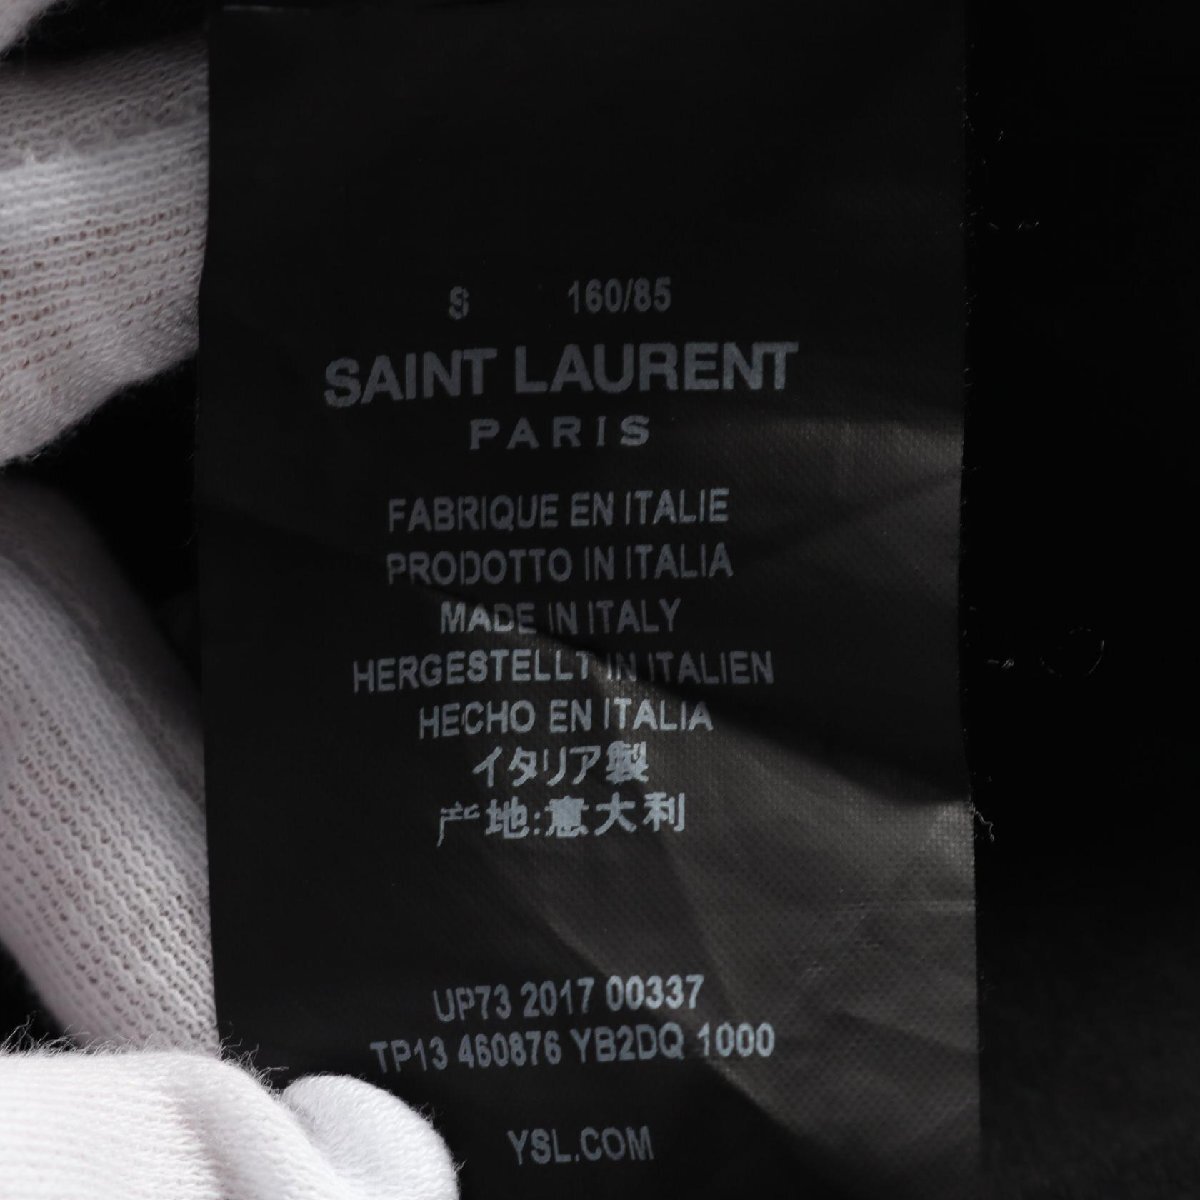 S 160/85
SAINT LAURENT
PARIS
FABRIQUE EN ITALIE
PRODOTTO IN ITALIA
MADE IN ITALY
HERGESTELLT IN ITALIEN
HECHO EN ITALIA
イタリア製
产地:意大利
UP73 2017 00337
TP13 460876 YB2DQ 1000
YSL.COM